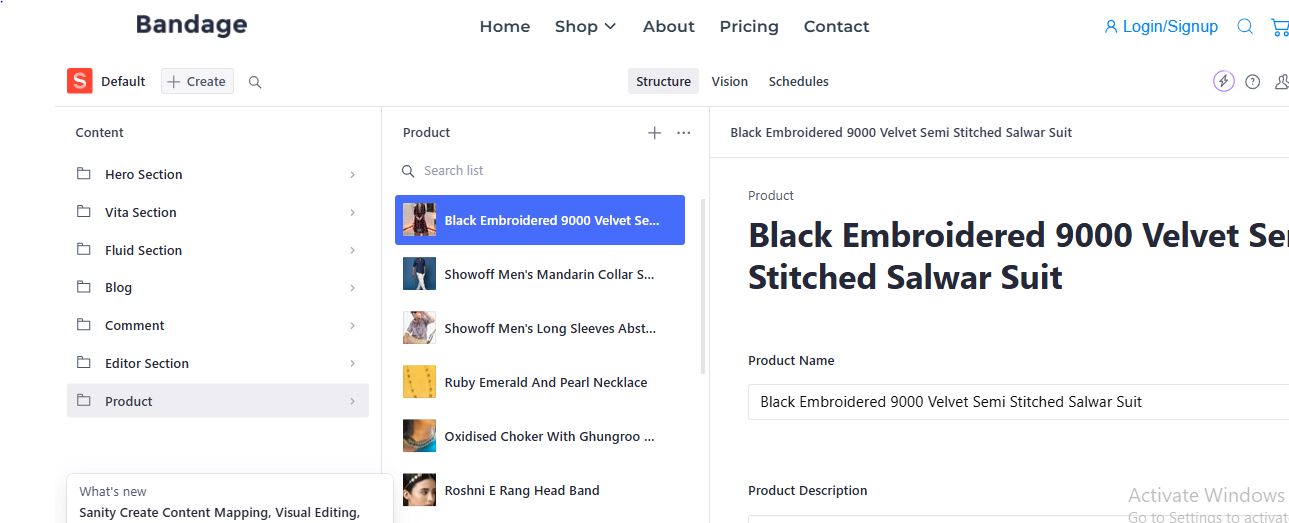 Bandage
Home Shop About Pricing Contact
Login/Signup
S Default Create
Structure Vision Schedules
Content
Hero Section
Vita Section
Fluid Section
Blog
Comment
Editor Section
Product
What's new
Sanity Create Content Mapping, Visual Editing,
Product
Search list
Black Embroidered 9000 Velvet Se...
Showoff Men's Mandarin Collar S...
Showoff Men's Long Sleeves Abst...
Ruby Emerald And Pearl Necklace
Oxidised Choker With Ghungroo ...
Roshni E Rang Head Band
Black Embroidered 9000 Velvet Semi Stitched Salwar Suit
Product
Black Embroidered 9000 Velvet Se
Stitched Salwar Suit
Product Name
Black Embroidered 9000 Velvet Semi Stitched Salwar Suit
Product Description
Activate Windows
Go to Settings to activat